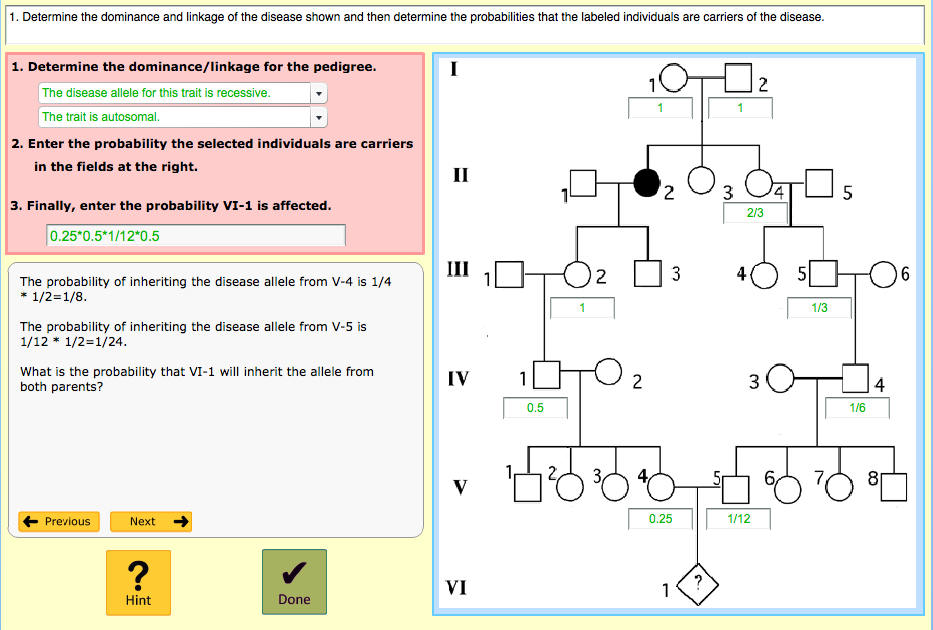 1. Determine the dominance and linkage of the disease shown and then determine the probabilities that the labeled individuals are carriers of the disease.
1. Determine the dominance/linkage for the pedigree.
The disease allele for this trait is recessive.
The trait is autosomal.
2. Enter the probability the selected individuals are carriers
in the fields at the right.
3. Finally, enter the probability VI-1 is affected.
0.25*0.5*1/12*0.5
The probability of inheriting the disease allele from V-4 is 1/4
* 1/2=1/8.
The probability of inheriting the disease allele from V-5 is
1/12 * 1/2=1/24.
What is the probability that VI-1 will inherit the allele from
both parents?
Previous Next
? Hint
Done
I 1 2
1 1
II 1 2 3 4 5
2/3
III 1 2 3 4 5 6
1 1/3
IV 1 2 3 4
0.5 1/6
V 1 2 3 4 5 6 7 8
0.25 1/12
VI 1 ?